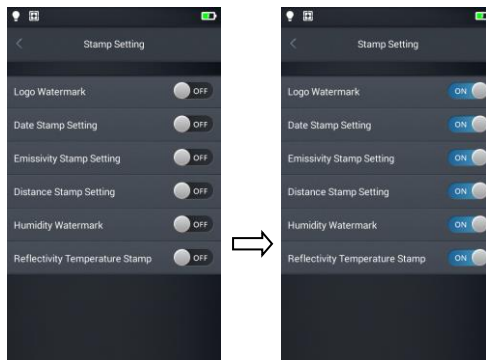 Stamp Setting
Logo Watermark OFF
Date Stamp Setting OFF
Emissivity Stamp Setting OFF
Distance Stamp Setting OFF
Humidity Watermark OFF
Reflectivity Temperature Stamp OFF
Stamp Setting
Logo Watermark ON
Date Stamp Setting ON
Emissivity Stamp Setting ON
Distance Stamp Setting ON
Humidity Watermark ON
Reflectivity Temperature Stamp ON